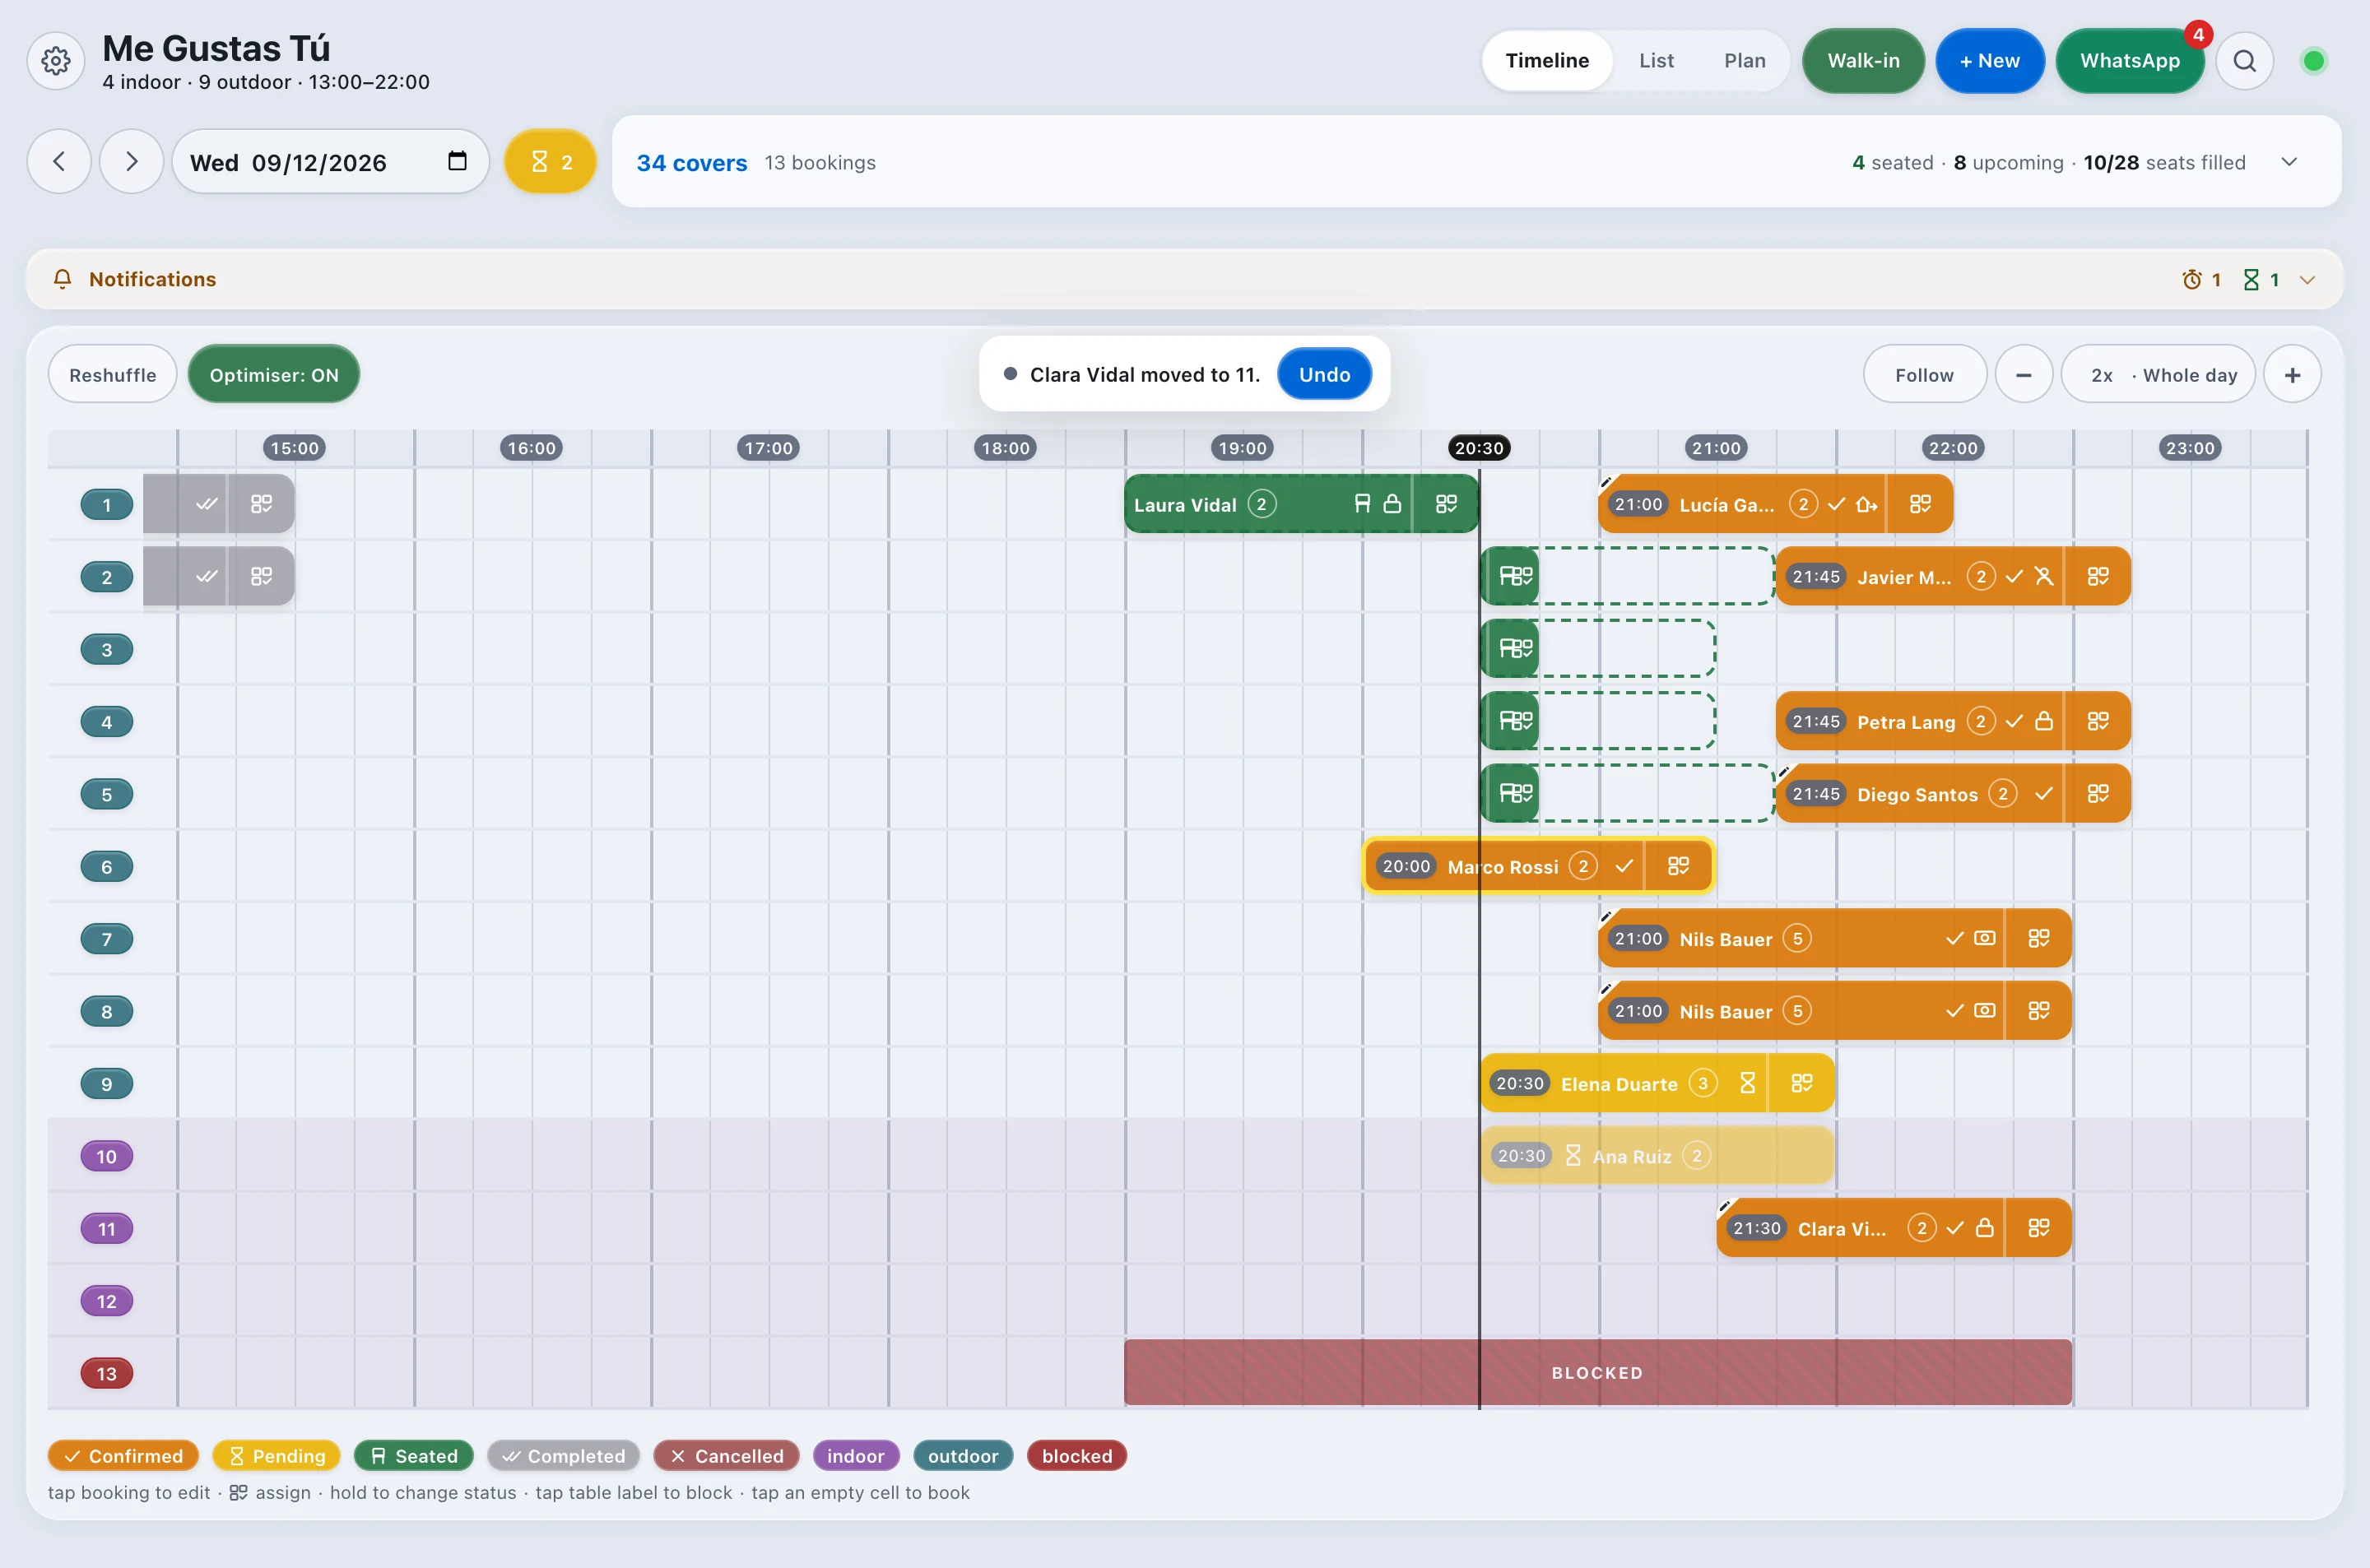 Me Gustas Tú
4 indoor · 9 outdoor · 13:00–22:00
Timeline List Plan Walk-in + New WhatsApp 4
Wed 09/12/2026 2
34 covers 13 bookings 4 seated · 8 upcoming · 10/28 seats filled
Notifications 1 1
Reshuffle Optimiser: ON Clara Vidal moved to 11. Undo Follow − 2x · Whole day +
15:00 16:00 17:00 18:00 19:00 20:30 21:00 22:00 23:00
1 Laura Vidal 2 21:00 Lucía Ga... 2
2 21:45 Javier M... 2
3
4 21:45 Petra Lang 2
5 21:45 Diego Santos 2
6 20:00 Marco Rossi 2
7 21:00 Nils Bauer 5
8 21:00 Nils Bauer 5
9 20:30 Elena Duarte 3
10 20:30 Ana Ruiz 2
11 21:30 Clara Vi... 2
12
13 BLOCKED
Confirmed Pending Seated Completed Cancelled indoor outdoor blocked
tap booking to edit · assign · hold to change status · tap table label to block · tap an empty cell to book